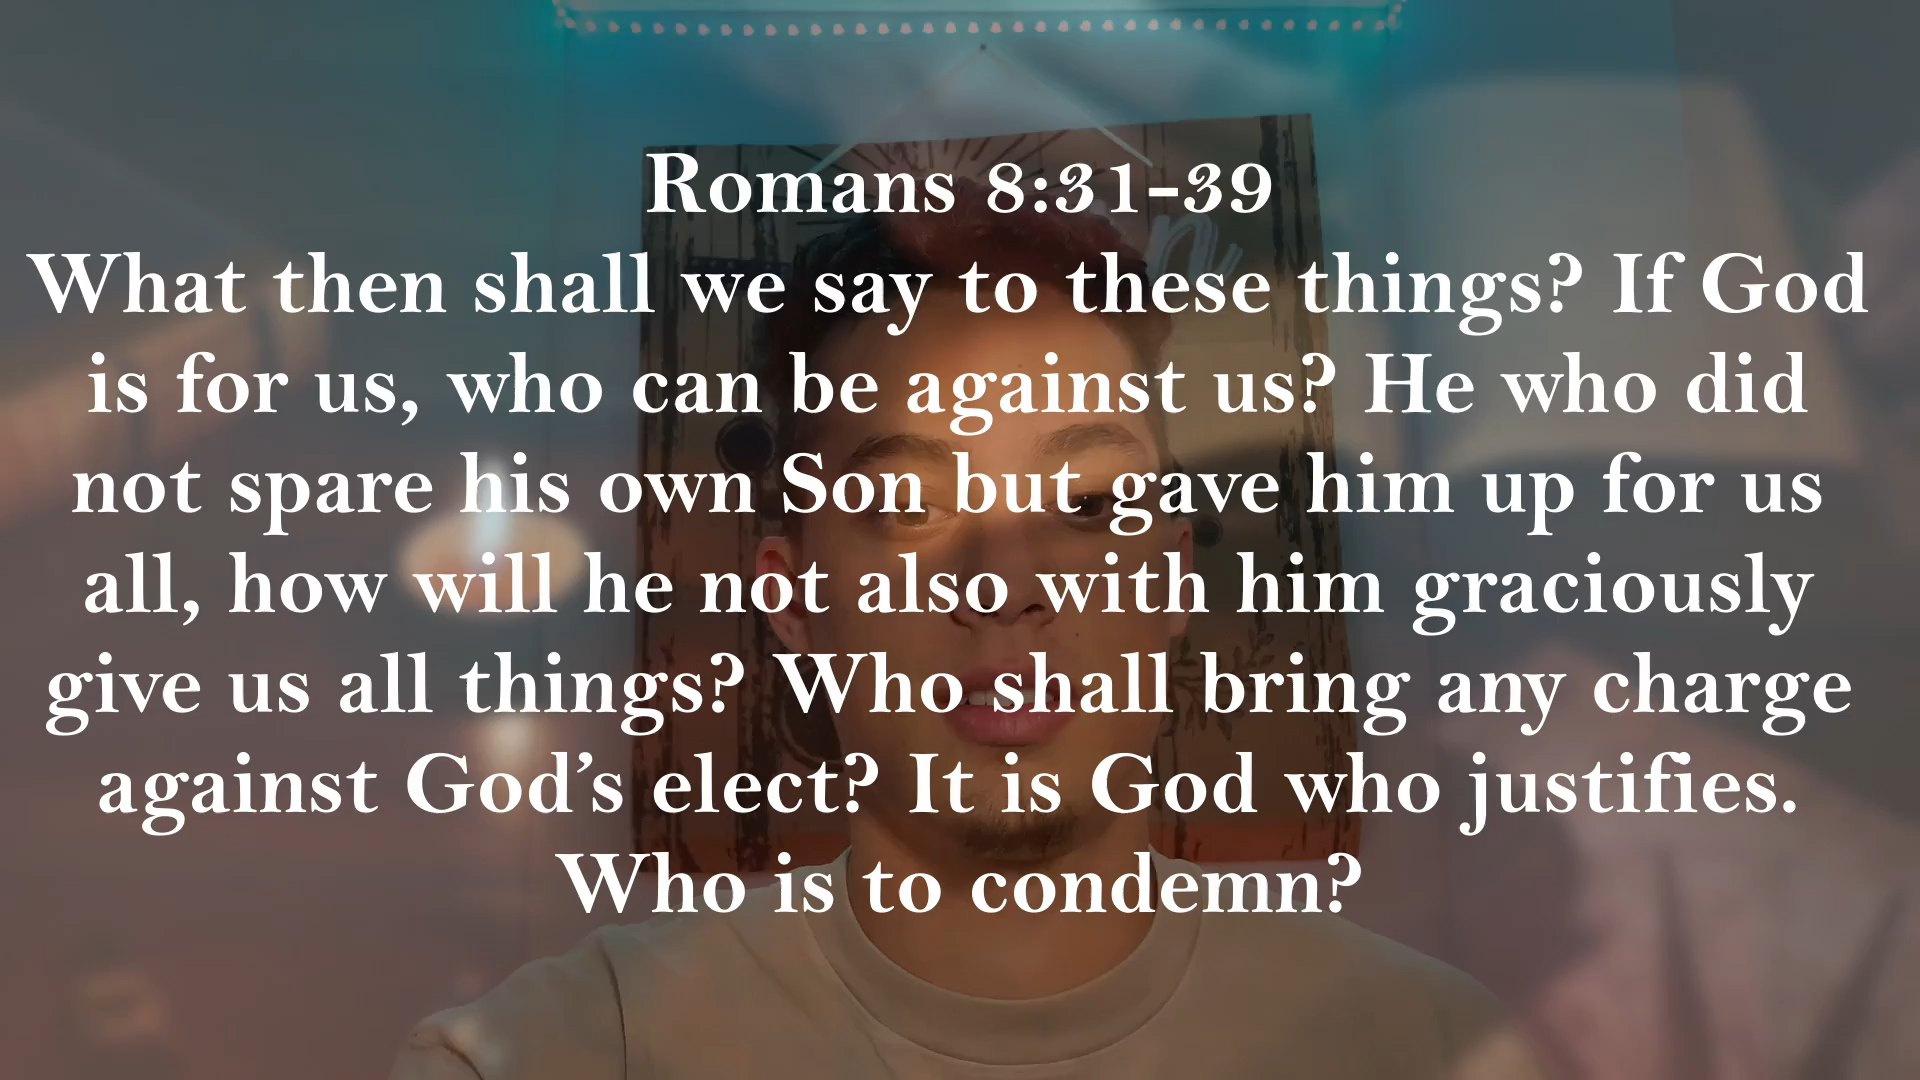 Romans 8:31-39
What then shall we say to these things? If God
is for us, who can be against us? He who did
not spare his own Son but gave him up for us
all, how will he not also with him graciously
give us all things? Who shall bring any charge
against God’s elect? It is God who justifies.
Who is to condemn?